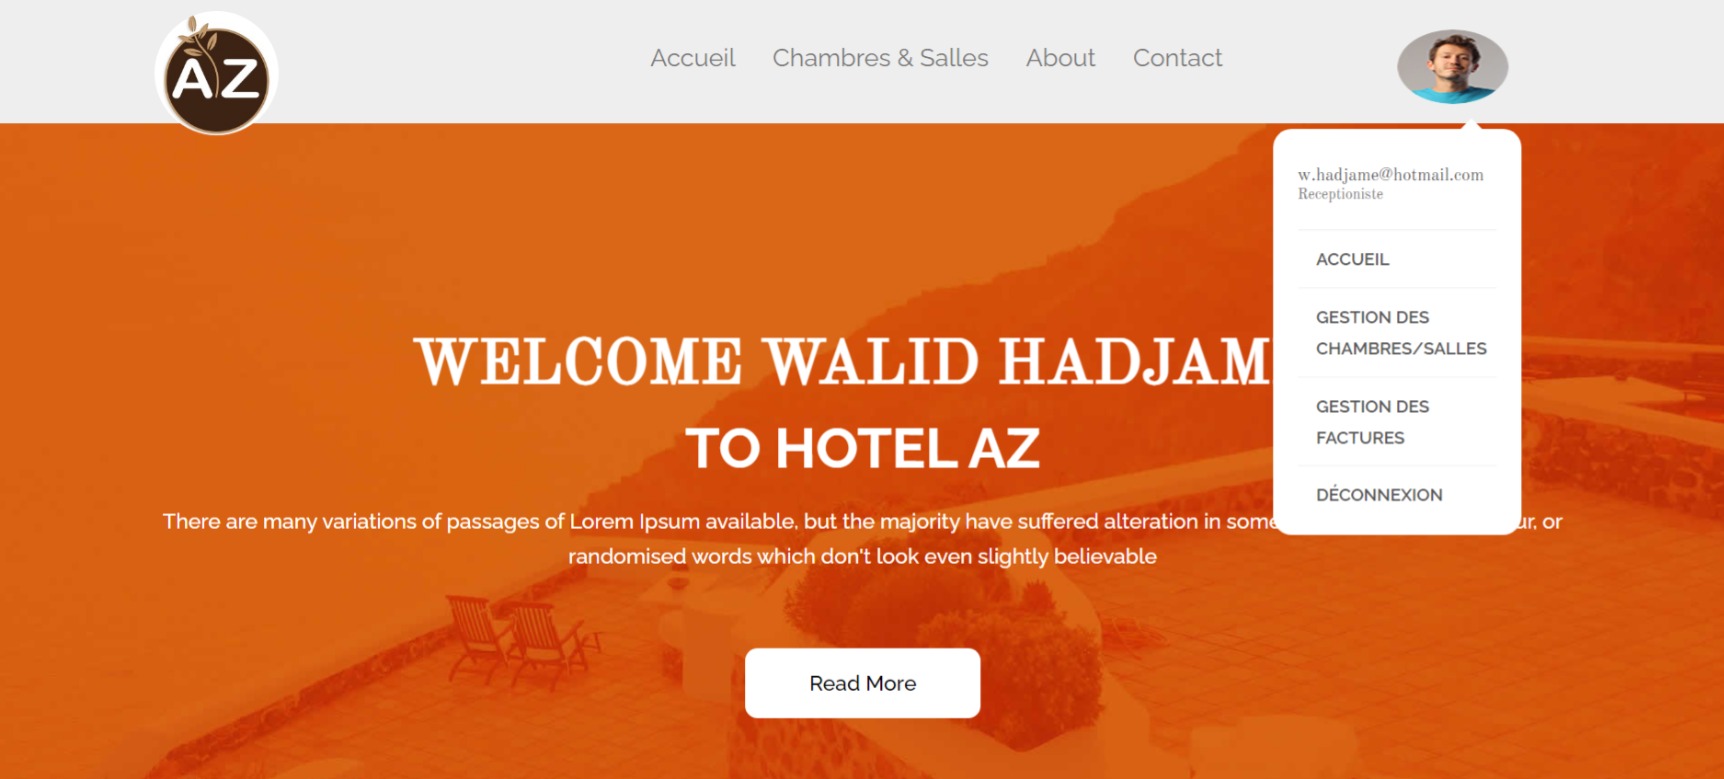 AZ
Accueil
Chambres & Salles
About
Contact
w.hadjame@hotmail.com
Receptioniste
ACCUEIL
GESTION DES
CHAMBRES/SALLES
GESTION DES
FACTURES
DÉCONNEXION
WELCOME WALID HADJAM
TO HOTEL AZ
There are many variations of passages of Lorem Ipsum available, but the majority have suffered alteration in some or
randomised words which don't look even slightly believable
Read More